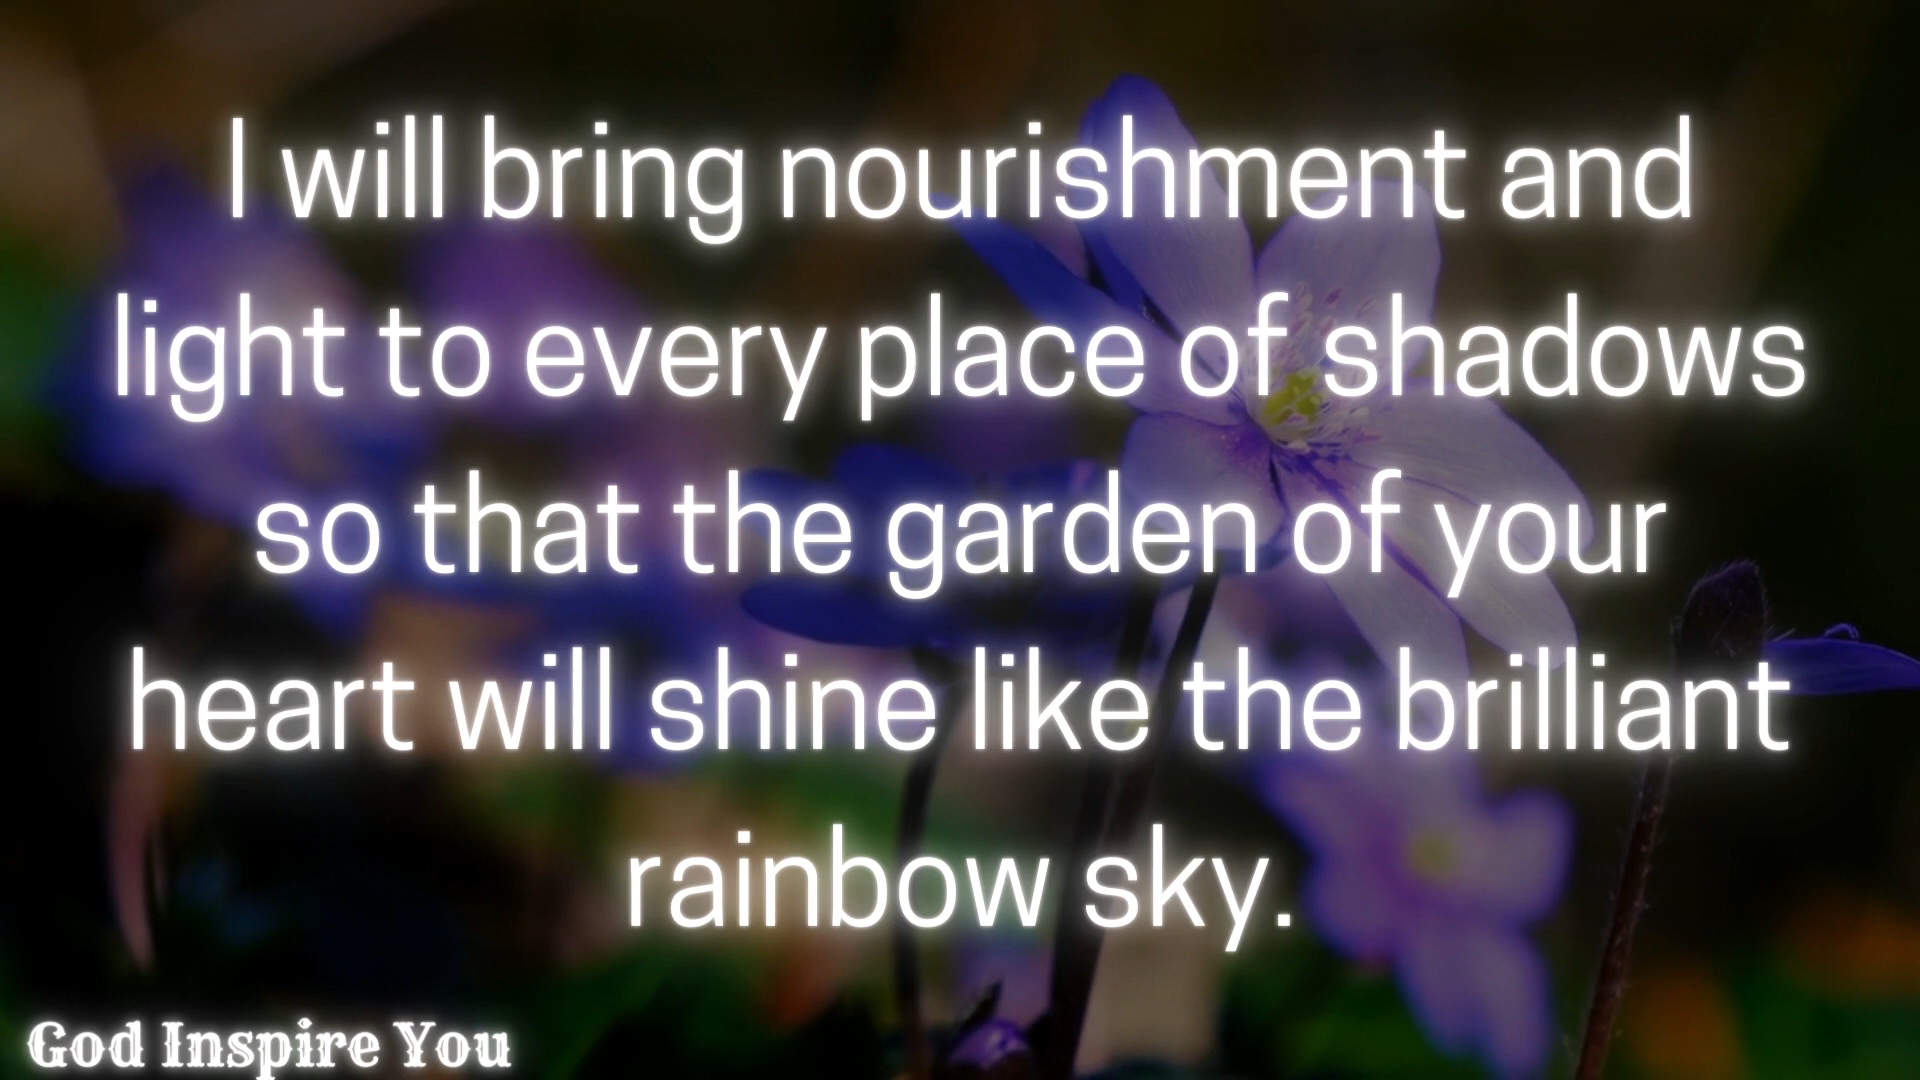 I will bring nourishment and
light to every place of shadows
so that the garden of your
heart will shine like the brilliant
rainbow sky.
God Inspire You